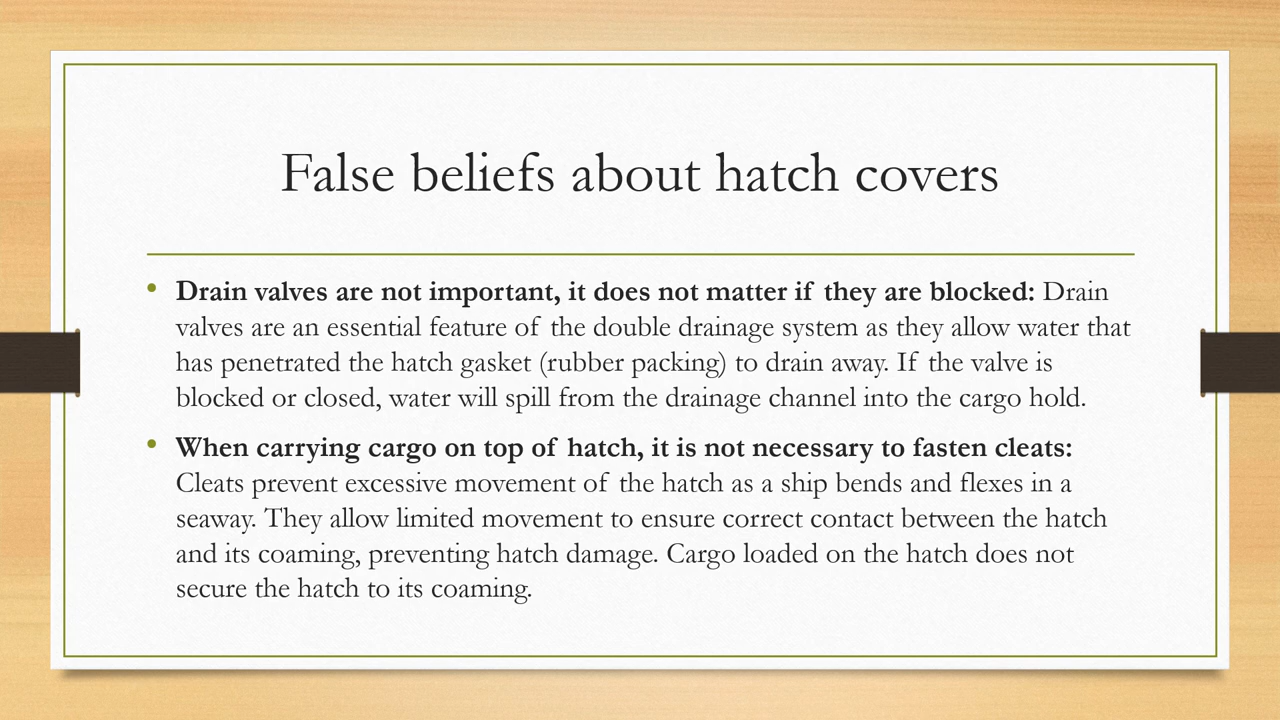 False beliefs about hatch covers
• Drain valves are not important, it does not matter if they are blocked: Drain
valves are an essential feature of the double drainage system as they allow water that
has penetrated the hatch gasket (rubber packing) to drain away. If the valve is
blocked or closed, water will spill from the drainage channel into the cargo hold.
• When carrying cargo on top of hatch, it is not necessary to fasten cleats:
Cleats prevent excessive movement of the hatch as a ship bends and flexes in a
seaway. They allow limited movement to ensure correct contact between the hatch
and its coaming, preventing hatch damage. Cargo loaded on the hatch does not
secure the hatch to its coaming.